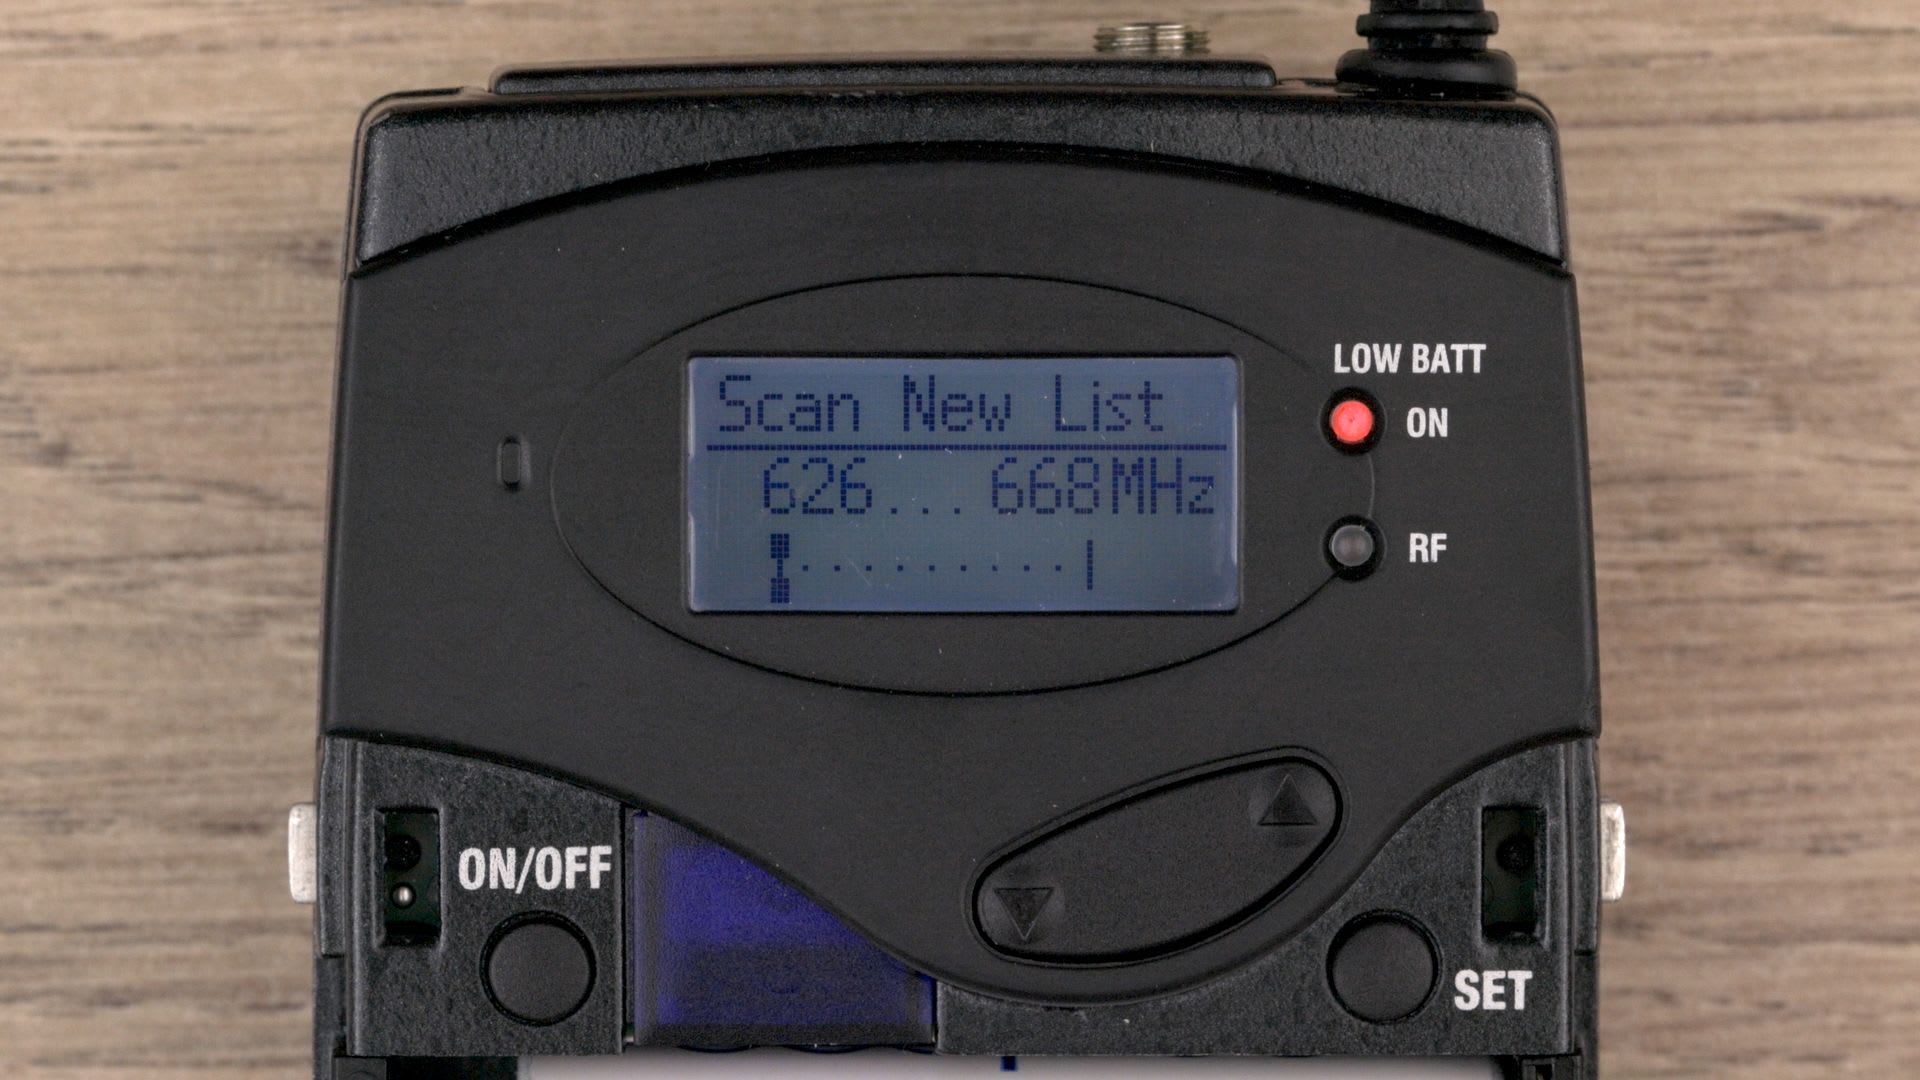 LOW BATT
Scan New List
ON
626... 668MHz
RF
ON/OFF
SET